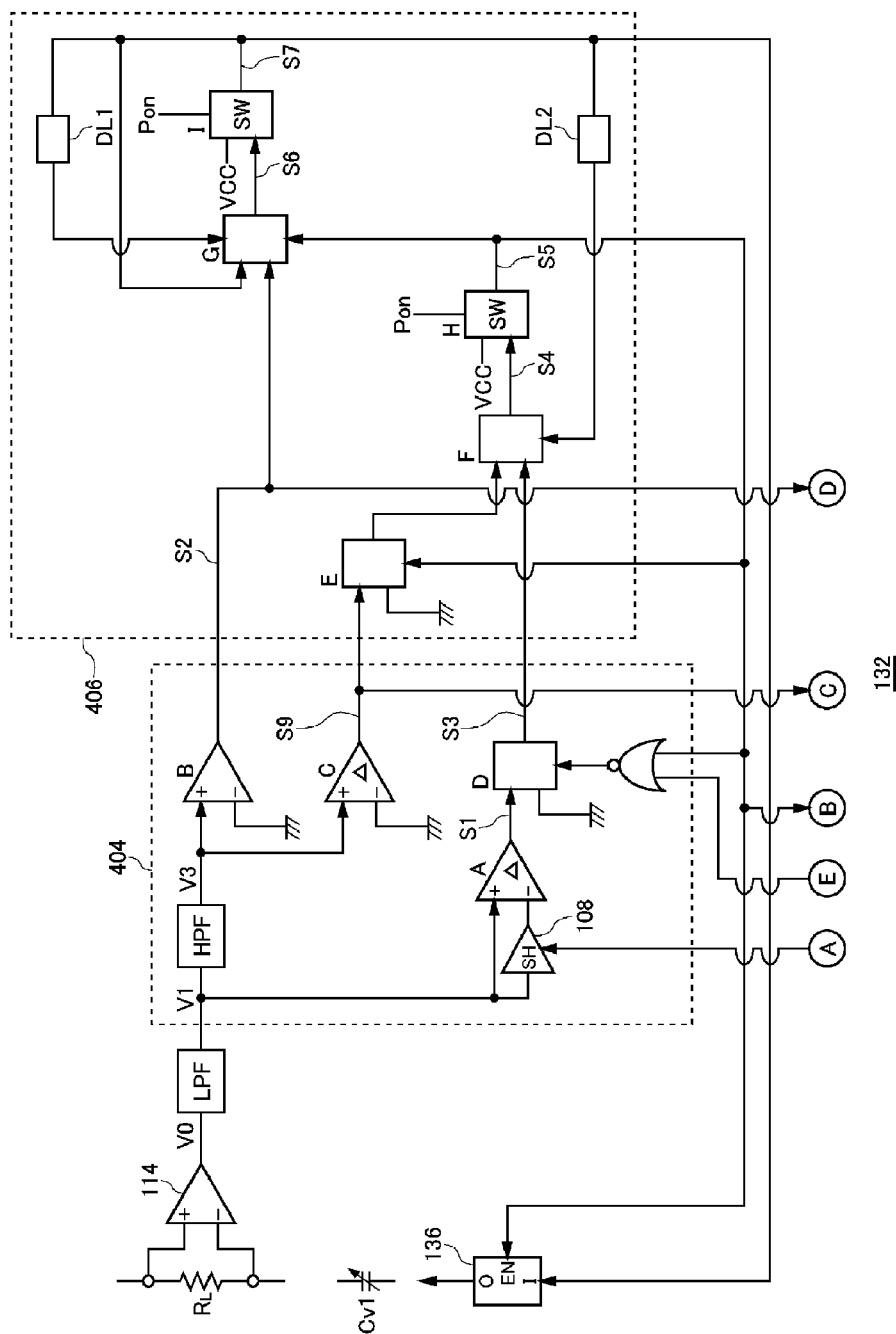 DL1
S7
Pon
I
SW
VCC
S6
G
DL2
S5
Pon
H
SW
VCC
S4
F
S2
E
D
406
B
+
−
S9
C
Δ
+
−
C
S3
D
S1
A
Δ
+
−
108
SH
404
V3
HPF
V1
LPF
V0
114
+
−
RL
Cv1
136
O
EN
I
B
E
A
132